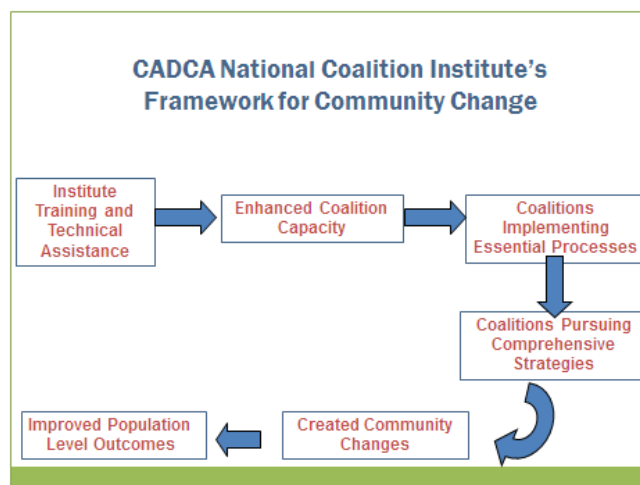 CADCA National Coalition Institute's
Framework for Community Change
Institute
Training and
Technical
Assistance
Enhanced Coalition
Capacity
Coalitions
Implementing
Essential Processes
Coalitions Pursuing
Comprehensive
Strategies
Created Community
Changes
Improved Population
Level Outcomes